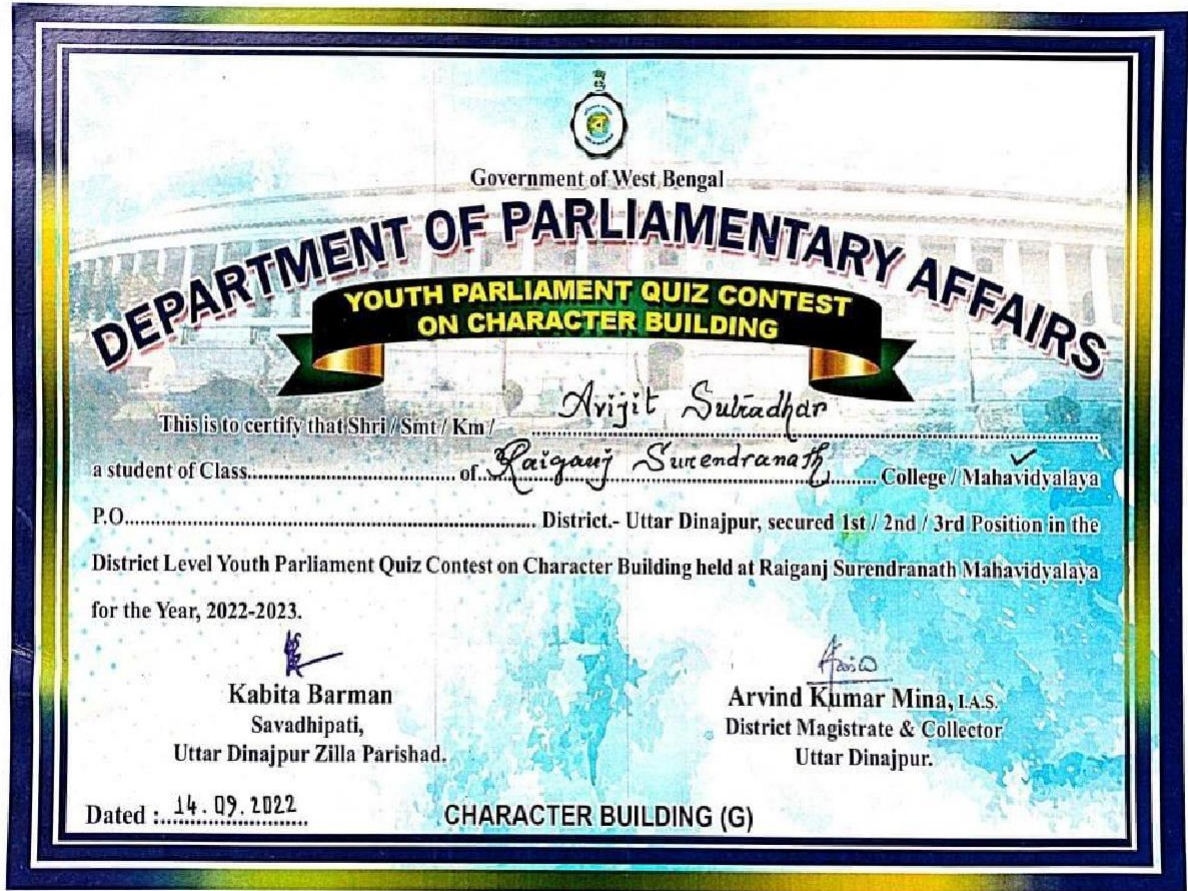 Government of West Bengal
DEPARTMENT OF PARLIAMENTARY AFFAIRS
YOUTH PARLIAMENT QUIZ CONTEST
ON CHARACTER BUILDING
This is to certify that Shri / Smt / Km / Arijit Sutradhar
a student of Class.......... of Raiganj Surendranath College / Mahavidyalaya
P.O.......... District.- Uttar Dinajpur, secured 1st / 2nd / 3rd Position in the
District Level Youth Parliament Quiz Contest on Character Building held at Raiganj Surendranath Mahavidyalaya
for the Year, 2022-2023.
Kabita Barman
Savadhipati,
Uttar Dinajpur Zilla Parishad.
Arvind Kumar Mina, I.A.S.
District Magistrate & Collector
Uttar Dinajpur.
Dated : 14.09.2022
CHARACTER BUILDING (G)